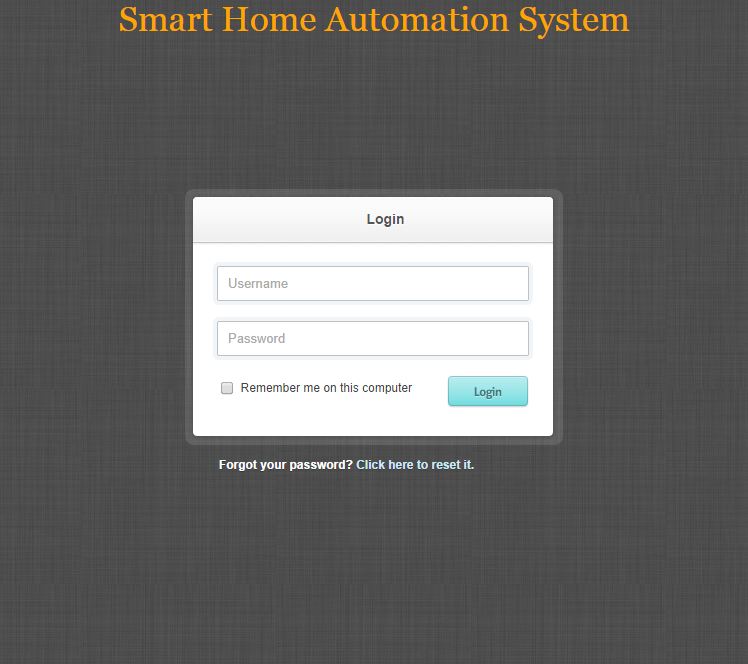 Smart Home Automation System
Login
Username
Password
Remember me on this computer
Login
Forgot your password? Click here to reset it.